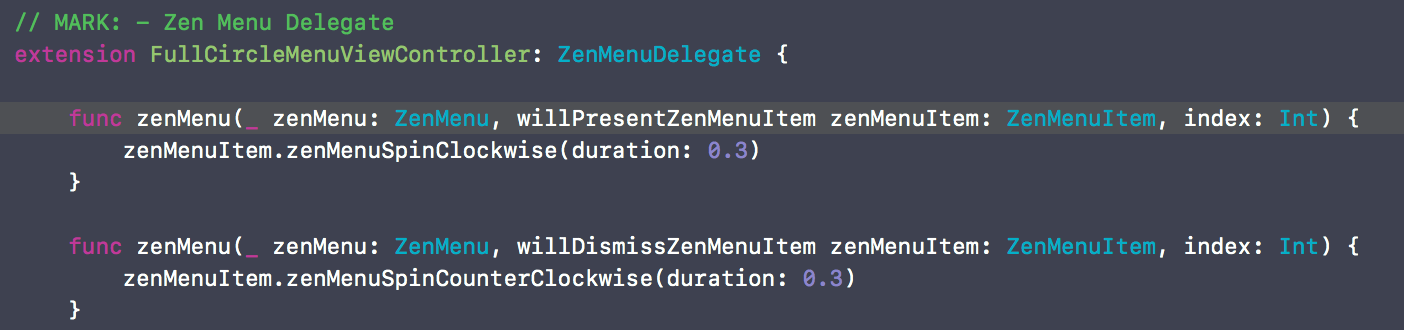 // MARK: - Zen Menu Delegate
extension FullCircleMenuViewController: ZenMenuDelegate {
func zenMenu(_ zenMenu: ZenMenu, willPresentZenMenuItem zenMenuItem: ZenMenuItem, index: Int) {
zenMenuItem.zenMenuSpinClockwise(duration: 0.3)
}
func zenMenu(_ zenMenu: ZenMenu, willDismissZenMenuItem zenMenuItem: ZenMenuItem, index: Int) {
zenMenuItem.zenMenuSpinCounterClockwise(duration: 0.3)
}